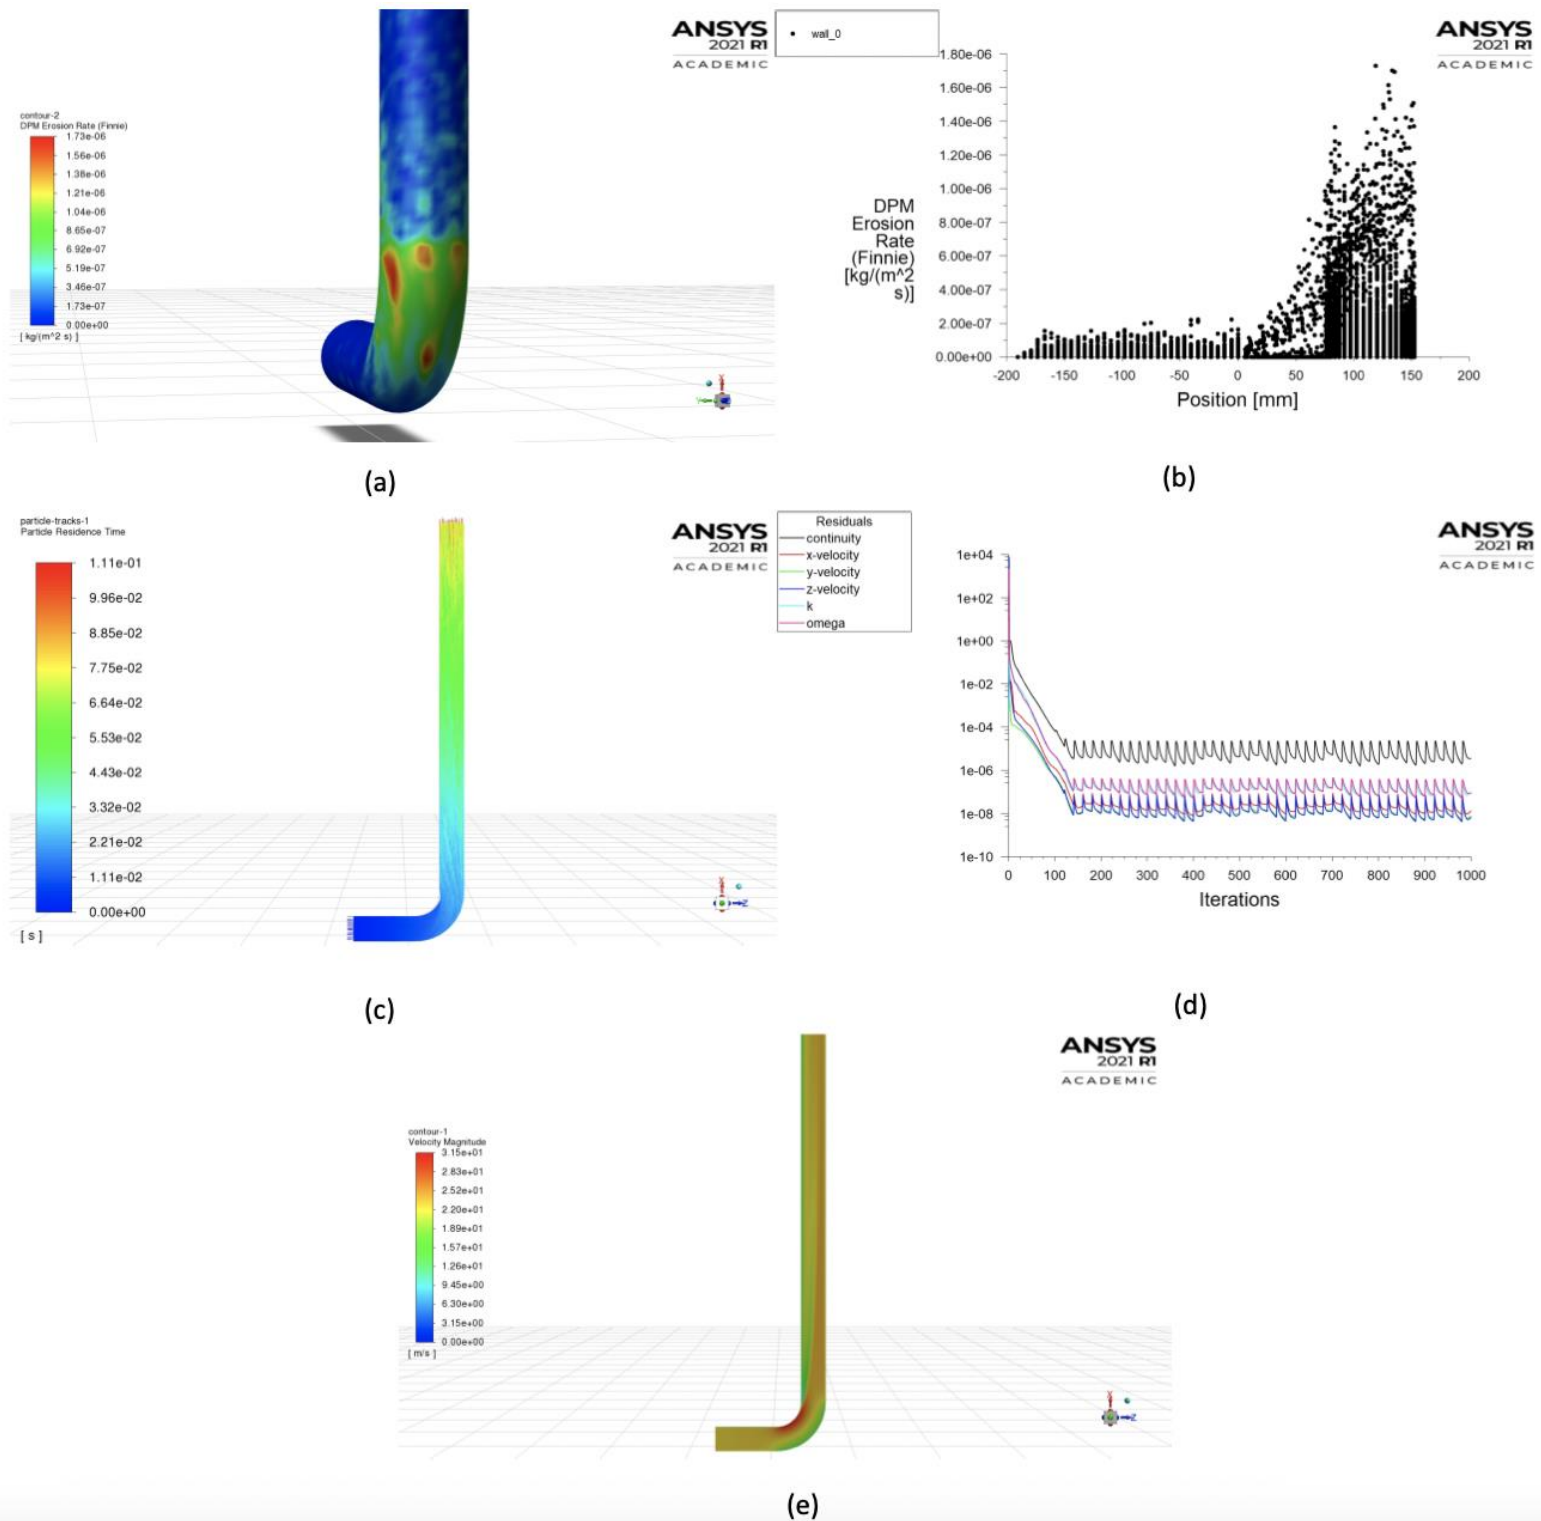 contour-2
DPM Erosion Rate (Finnie)
1.73e-06
1.56e-06
1.38e-06
1.21e-06
1.04e-06
8.65e-07
6.92e-07
5.19e-07
3.46e-07
1.73e-07
0.00e+00
[ kg/(m^2 s) ]
ANSYS
2021 R1
ACADEMIC
X
Y
(a)
wall_0
ANSYS
2021 R1
ACADEMIC
1.80e-06
1.60e-06
1.40e-06
1.20e-06
1.00e-06
8.00e-07
6.00e-07
4.00e-07
2.00e-07
0.00e+00
DPM
Erosion
Rate
(Finnie)
[kg/(m^2
s)]
-200 -150 -100 -50 0 50 100 150 200
Position [mm]
(b)
particle-tracks-1
Particle Residence Time
1.11e-01
9.96e-02
8.85e-02
7.75e-02
6.64e-02
5.53e-02
4.43e-02
3.32e-02
2.21e-02
1.11e-02
0.00e+00
[ s ]
ANSYS
2021 R1
ACADEMIC
X
Z
(c)
Residuals
continuity
x-velocity
y-velocity
z-velocity
k
omega
ANSYS
2021 R1
ACADEMIC
1e+04
1e+02
1e+00
1e-02
1e-04
1e-06
1e-08
1e-10
0 100 200 300 400 500 600 700 800 900 1000
Iterations
(d)
contour-1
Velocity Magnitude
3.15e+01
2.83e+01
2.52e+01
2.20e+01
1.89e+01
1.57e+01
1.26e+01
9.45e+00
6.30e+00
3.15e+00
0.00e+00
[ m/s ]
ANSYS
2021 R1
ACADEMIC
X
Z
(e)